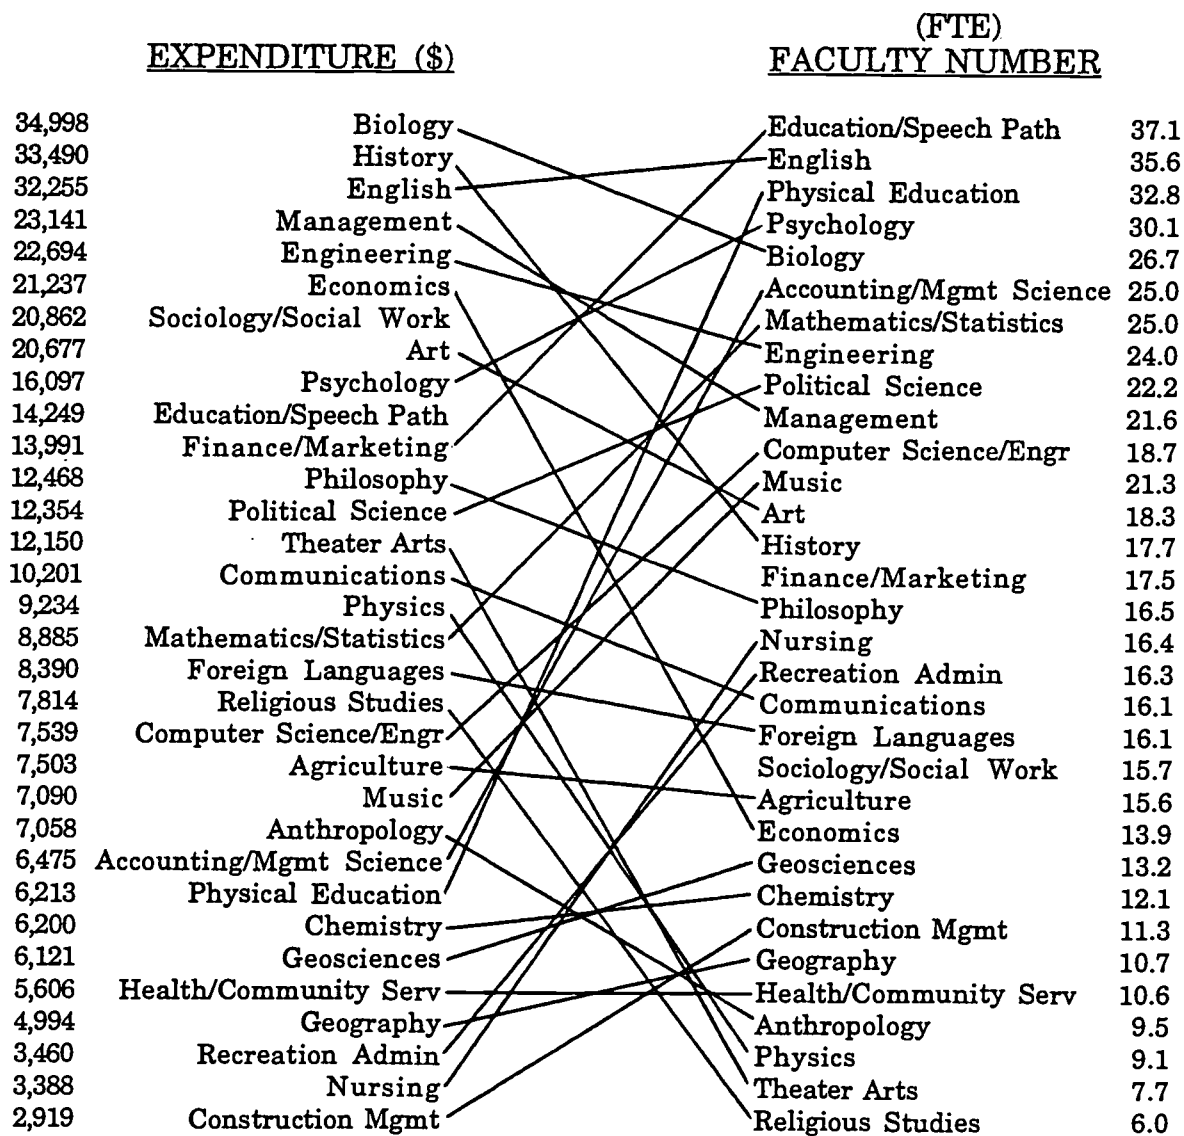 (FTE)
EXPENDITURE ($) FACULTY NUMBER
34,998 Biology Education/Speech Path 37.1
33,490 History English 35.6
32,255 English Physical Education 32.8
23,141 Management Psychology 30.1
22,694 Engineering Biology 26.7
21,237 Economics Accounting/Mgmt Science 25.0
20,862 Sociology/Social Work Mathematics/Statistics 25.0
20,677 Art Engineering 24.0
16,097 Psychology Political Science 22.2
14,249 Education/Speech Path Management 21.6
13,991 Finance/Marketing Computer Science/Engr 18.7
12,468 Philosophy Music 21.3
12,354 Political Science Art 18.3
12,150 Theater Arts History 17.7
10,201 Communications Finance/Marketing 17.5
9,234 Physics Philosophy 16.5
8,885 Mathematics/Statistics Nursing 16.4
8,390 Foreign Languages Recreation Admin 16.3
7,814 Religious Studies Communications 16.1
7,539 Computer Science/Engr Foreign Languages 16.1
7,503 Agriculture Sociology/Social Work 15.7
7,090 Music Agriculture 15.6
7,058 Anthropology Economics 13.9
6,475 Accounting/Mgmt Science Geosciences 13.2
6,213 Physical Education Chemistry 12.1
6,200 Chemistry Construction Mgmt 11.3
6,121 Geosciences Geography 10.7
5,606 Health/Community Serv Health/Community Serv 10.6
4,994 Geography Anthropology 9.5
3,460 Recreation Admin Physics 9.1
3,388 Nursing Theater Arts 7.7
2,919 Construction Mgmt Religious Studies 6.0